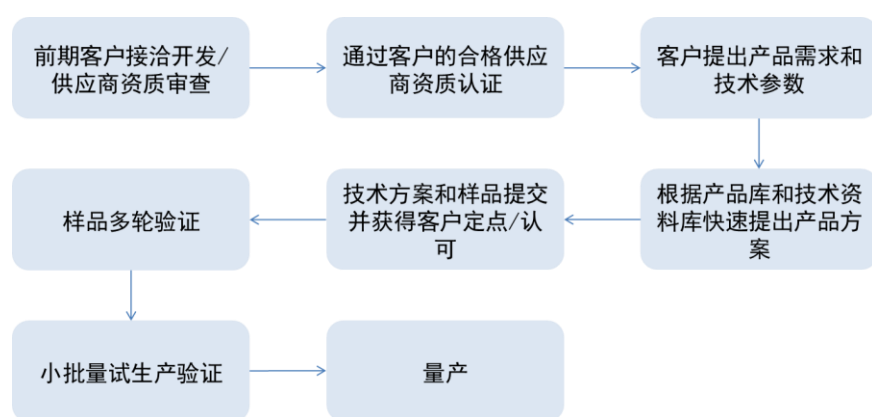 前期客户接洽开发/
供应商资质审查
通过客户的合格供应
商资质认证
客户提出产品需求和
技术参数
根据产品库和技术资
料库快速提出产品方
案
技术方案和样品提交
并获得客户定点/认
可
样品多轮验证
小批量试生产验证
量产